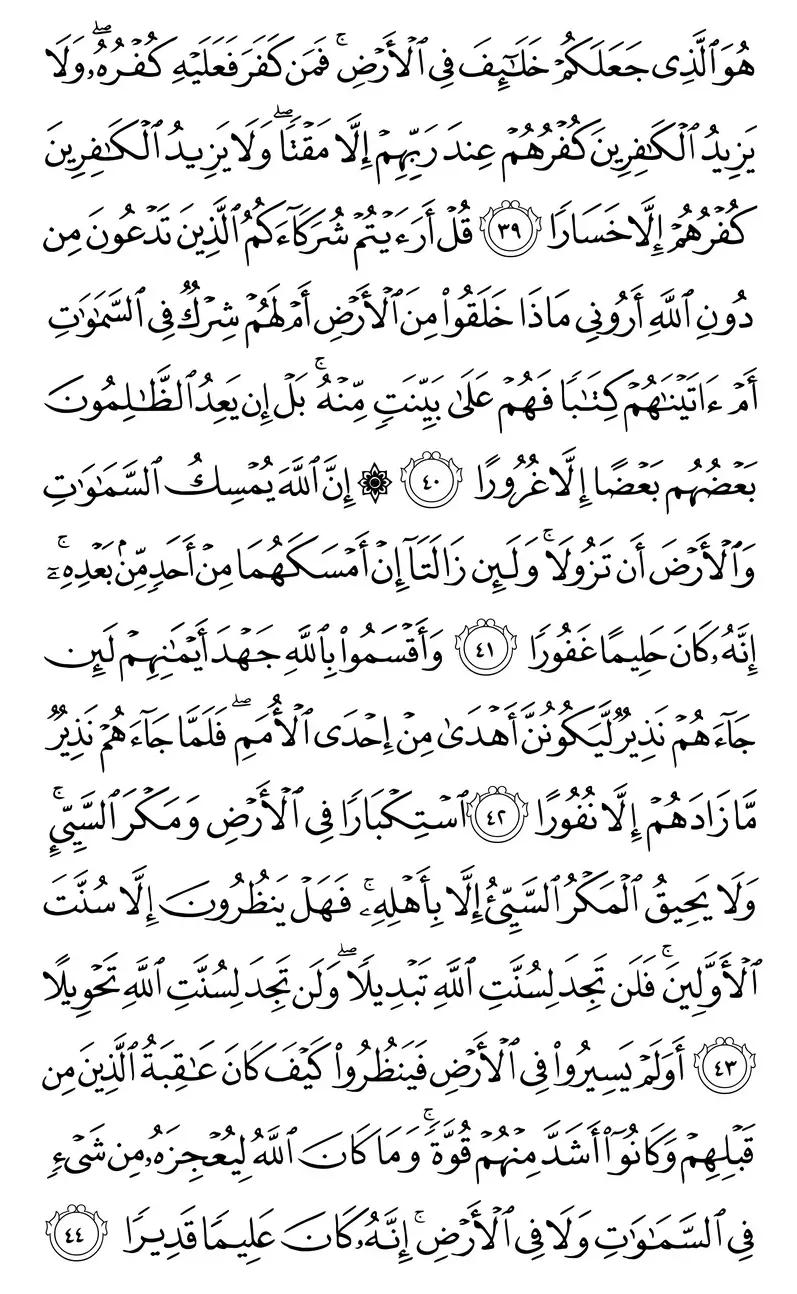 هُوَ ٱلَّذِى جَعَلَكُمْ خَلَـٰٓئِفَ فِى ٱلْأَرْضِ ۚ فَمَن كَفَرَ فَعَلَيْهِ كُفْرُهُۥ ۖ وَلَا
يَزِيدُ ٱلْكَـٰفِرِينَ كُفْرُهُمْ عِندَ رَبِّهِمْ إِلَّا مَقْتًا ۖ وَلَا يَزِيدُ ٱلْكَـٰفِرِينَ
كُفْرُهُمْ إِلَّا خَسَارًا ٣٩ قُلْ أَرَءَيْتُمْ شُرَكَآءَكُمُ ٱلَّذِينَ تَدْعُونَ مِن
دُونِ ٱللَّهِ أَرُونِى مَاذَا خَلَقُوا۟ مِنَ ٱلْأَرْضِ أَمْ لَهُمْ شِرْكٌ فِى ٱلسَّمَـٰوَٰتِ
أَمْ ءَاتَيْنَـٰهُمْ كِتَـٰبًا فَهُمْ عَلَىٰ بَيِّنَتٍ مِّنْهُ ۚ بَلْ إِن يَعِدُ ٱلظَّـٰلِمُونَ
بَعْضُهُم بَعْضًا إِلَّا غُرُورًا ٤٠ ۞ إِنَّ ٱللَّهَ يُمْسِكُ ٱلسَّمَـٰوَٰتِ
وَٱلْأَرْضَ أَن تَزُولَا ۚ وَلَئِن زَالَتَآ إِنْ أَمْسَكَهُمَا مِنْ أَحَدٍ مِّنۢ بَعْدِهِۦٓ ۚ
إِنَّهُۥ كَانَ حَلِيمًا غَفُورًا ٤١ وَأَقْسَمُوا۟ بِٱللَّهِ جَهْدَ أَيْمَـٰنِهِمْ لَئِن
جَآءَهُمْ نَذِيرٌ لَّيَكُونُنَّ أَهْدَىٰ مِنْ إِحْدَى ٱلْأُمَمِ ۖ فَلَمَّا جَآءَهُمْ نَذِيرٌ
مَّا زَادَهُمْ إِلَّا نُفُورًا ٤٢ ٱسْتِكْبَارًا فِى ٱلْأَرْضِ وَمَكْرَ ٱلسَّيِّئِ ۚ
وَلَا يَحِيقُ ٱلْمَكْرُ ٱلسَّيِّئُ إِلَّا بِأَهْلِهِۦ ۚ فَهَلْ يَنظُرُونَ إِلَّا سُنَّتَ
ٱلْأَوَّلِينَ ۚ فَلَن تَجِدَ لِسُنَّتِ ٱللَّهِ تَبْدِيلًا ۖ وَلَن تَجِدَ لِسُنَّتِ ٱللَّهِ تَحْوِيلًا
٤٣ أَوَلَمْ يَسِيرُوا۟ فِى ٱلْأَرْضِ فَيَنظُرُوا۟ كَيْفَ كَانَ عَـٰقِبَةُ ٱلَّذِينَ مِن
قَبْلِهِمْ وَكَانُوٓا۟ أَشَدَّ مِنْهُمْ قُوَّةً ۚ وَمَا كَانَ ٱللَّهُ لِيُعْجِزَهُۥ مِن شَىْءٍ
فِى ٱلسَّمَـٰوَٰتِ وَلَا فِى ٱلْأَرْضِ ۚ إِنَّهُۥ كَانَ عَلِيمًا قَدِيرًا ٤٤